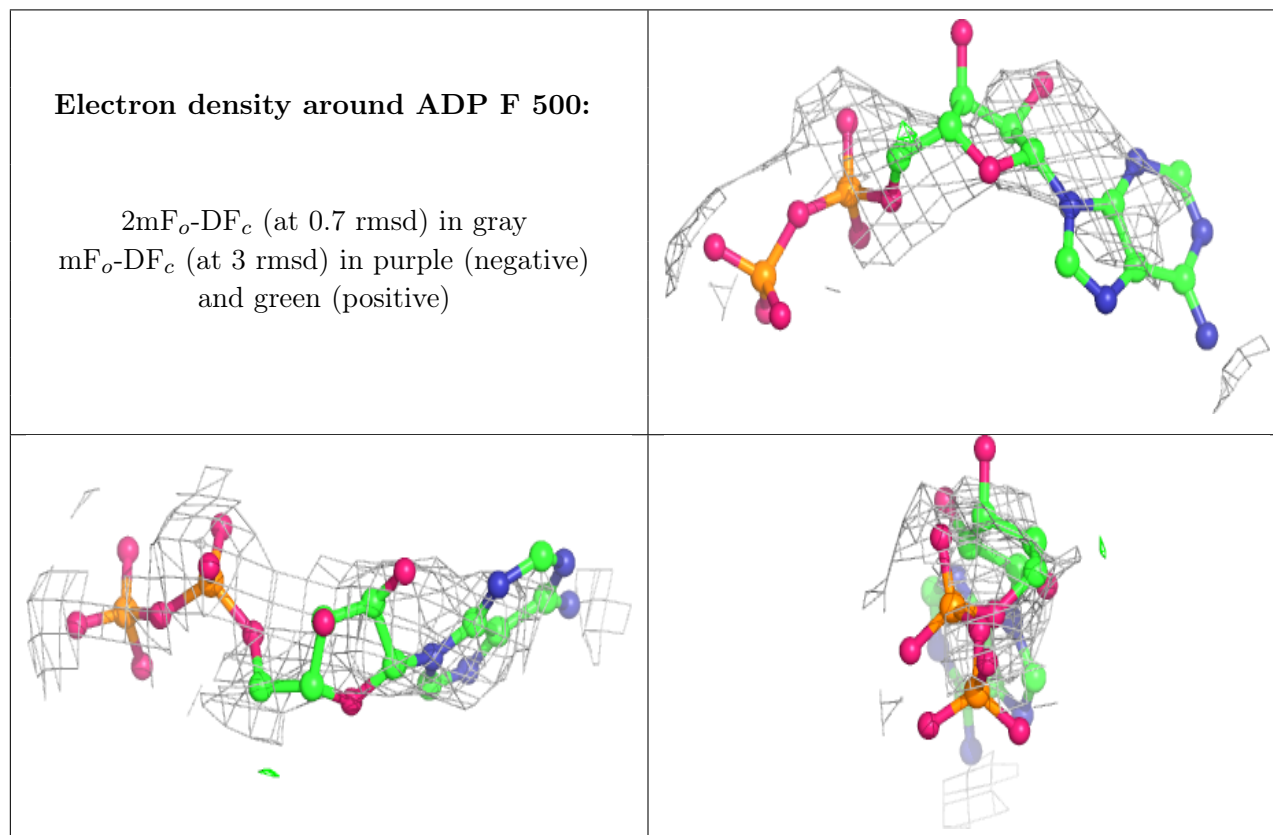 Electron density around ADP F 500:
2mFo-DFc (at 0.7 rmsd) in gray
mFo-DFc (at 3 rmsd) in purple (negative)
and green (positive)